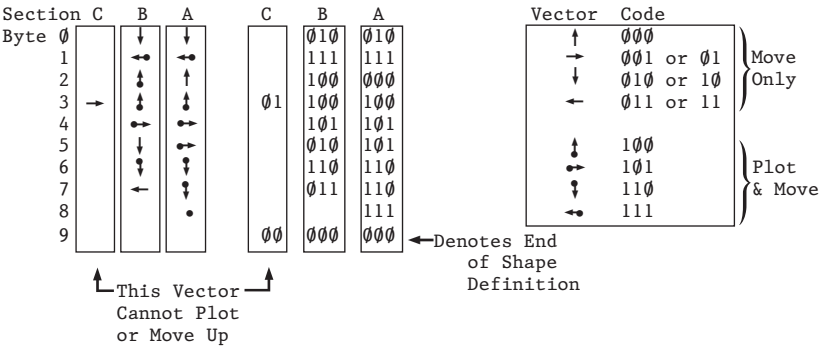 Section C B A C B A Vector Code
Byte Ø Ø1Ø Ø1Ø ØØØ
1 111 111 ØØ1 or Ø1 Move
2 1ØØ ØØØ Ø1Ø or 1Ø Only
3 Ø1 1ØØ 1ØØ Ø11 or 11
4 1Ø1 1Ø1
5 Ø1Ø 1Ø1 1ØØ
6 11Ø 11Ø 1Ø1 Plot
7 Ø11 11Ø 11Ø & Move
8 111 111
9 ØØ ØØØ ØØØ Denotes End
of Shape
Definition
This Vector
Cannot Plot
or Move Up